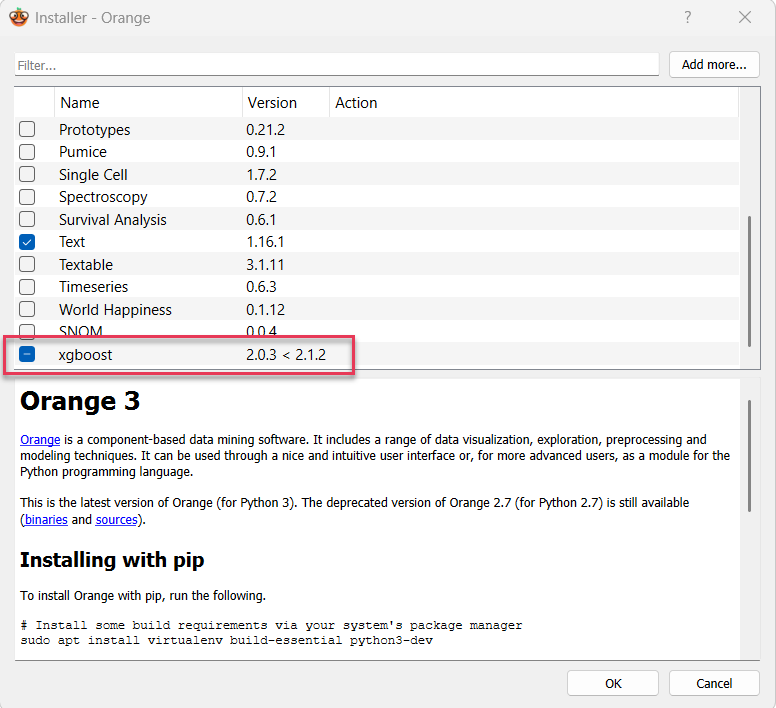 Installer - Orange
Filter...
Add more...
Name Version Action
Prototypes 0.21.2
Pumice 0.9.1
Single Cell 1.7.2
Spectroscopy 0.7.2
Survival Analysis 0.6.1
Text 1.16.1
Textable 3.1.11
Timeseries 0.6.3
World Happiness 0.1.12
SNOM 0.0.4
xgboost 2.0.3 < 2.1.2
Orange 3
Orange is a component-based data mining software. It includes a range of data visualization, exploration, preprocessing and
modeling techniques. It can be used through a nice and intuitive user interface or, for more advanced users, as a module for the
Python programming language.
This is the latest version of Orange (for Python 3). The deprecated version of Orange 2.7 (for Python 2.7) is still available
(binaries and sources).
Installing with pip
To install Orange with pip, run the following.
# Install some build requirements via your system's package manager
sudo apt install virtualenv build-essential python3-dev
OK Cancel